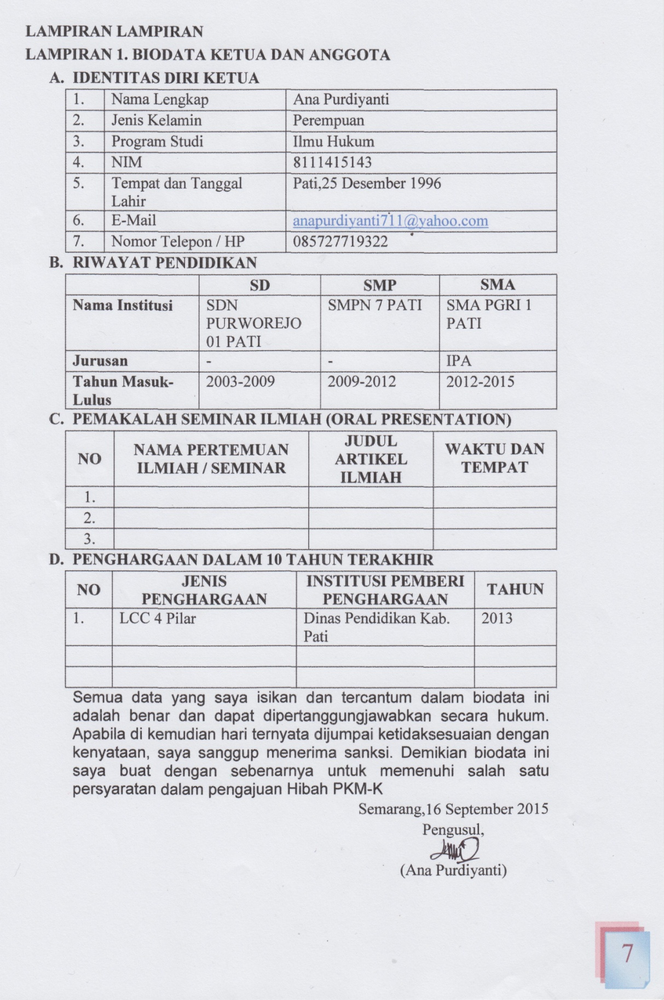 LAMPIRAN LAMPIRAN
LAMPIRAN 1. BIODATA KETUA DAN ANGGOTA
A. IDENTITAS DIRI KETUA
1. Nama Lengkap Ana Purdiyanti
2. Jenis Kelamin Perempuan
3. Program Studi Ilmu Hukum
4. NIM 8111415143
5. Tempat dan Tanggal Pati,25 Desember 1996
Lahir
6. E-Mail anapurdiyanti711@yahoo.com
7. Nomor Telepon / HP 085727719322
B. RIWAYAT PENDIDIKAN
SD SMP SMA
Nama Institusi SDN SMPN 7 PATI SMA PGRI 1
PURWOREJO PATI
01 PATI
Jurusan - - IPA
Tahun Masuk- 2003-2009 2009-2012 2012-2015
Lulus
C. PEMAKALAH SEMINAR ILMIAH (ORAL PRESENTATION)
NO NAMA PERTEMUAN ILMIAH / SEMINAR JUDUL ARTIKEL ILMIAH WAKTU DAN TEMPAT
1.
2.
3.
D. PENGHARGAAN DALAM 10 TAHUN TERAKHIR
NO JENIS PENGHARGAAN INSTITUSI PEMBERI PENGHARGAAN TAHUN
1. LCC 4 Pilar Dinas Pendidikan Kab. 2013
Pati
Semua data yang saya isikan dan tercantum dalam biodata ini
adalah benar dan dapat dipertanggungjawabkan secara hukum.
Apabila di kemudian hari ternyata dijumpai ketidaksesuaian dengan
kenyataan, saya sanggup menerima sanksi. Demikian biodata ini
saya buat dengan sebenarnya untuk memenuhi salah satu
persyaratan dalam pengajuan Hibah PKM-K
Semarang,16 September 2015
Pengusul,
(Ana Purdiyanti)
7